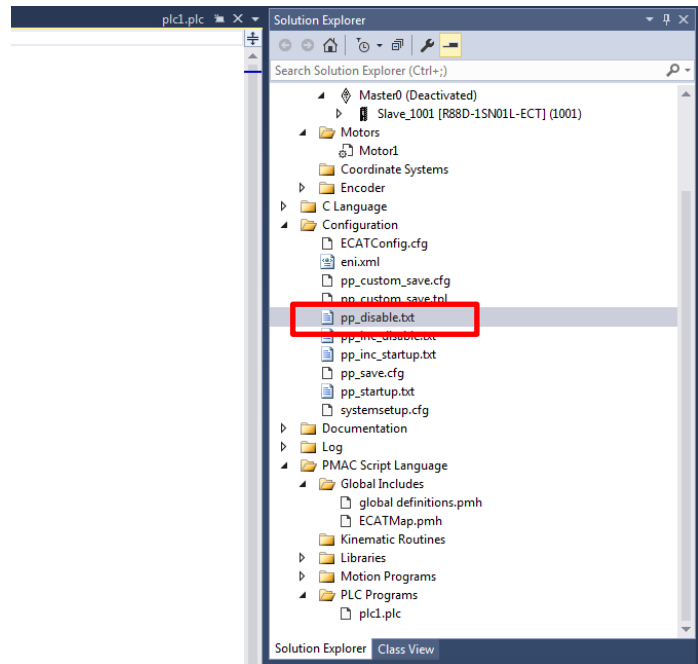 plc1.plc
Solution Explorer
Search Solution Explorer (Ctrl+;)
Master0 (Deactivated)
Slave_1001 [R88D-1SN01L-ECT] (1001)
Motors
Motor1
Coordinate Systems
Encoder
C Language
Configuration
ECATConfig.cfg
eni.xml
pp_custom_save.cfg
pp_custom_save.tpl
pp_disable.txt
pp_inc_disable.txt
pp_inc_startup.txt
pp_save.cfg
pp_startup.txt
systemsetup.cfg
Documentation
Log
PMAC Script Language
Global Includes
global definitions.pmh
ECATMap.pmh
Kinematic Routines
Libraries
Motion Programs
PLC Programs
plc1.plc
Solution Explorer Class View